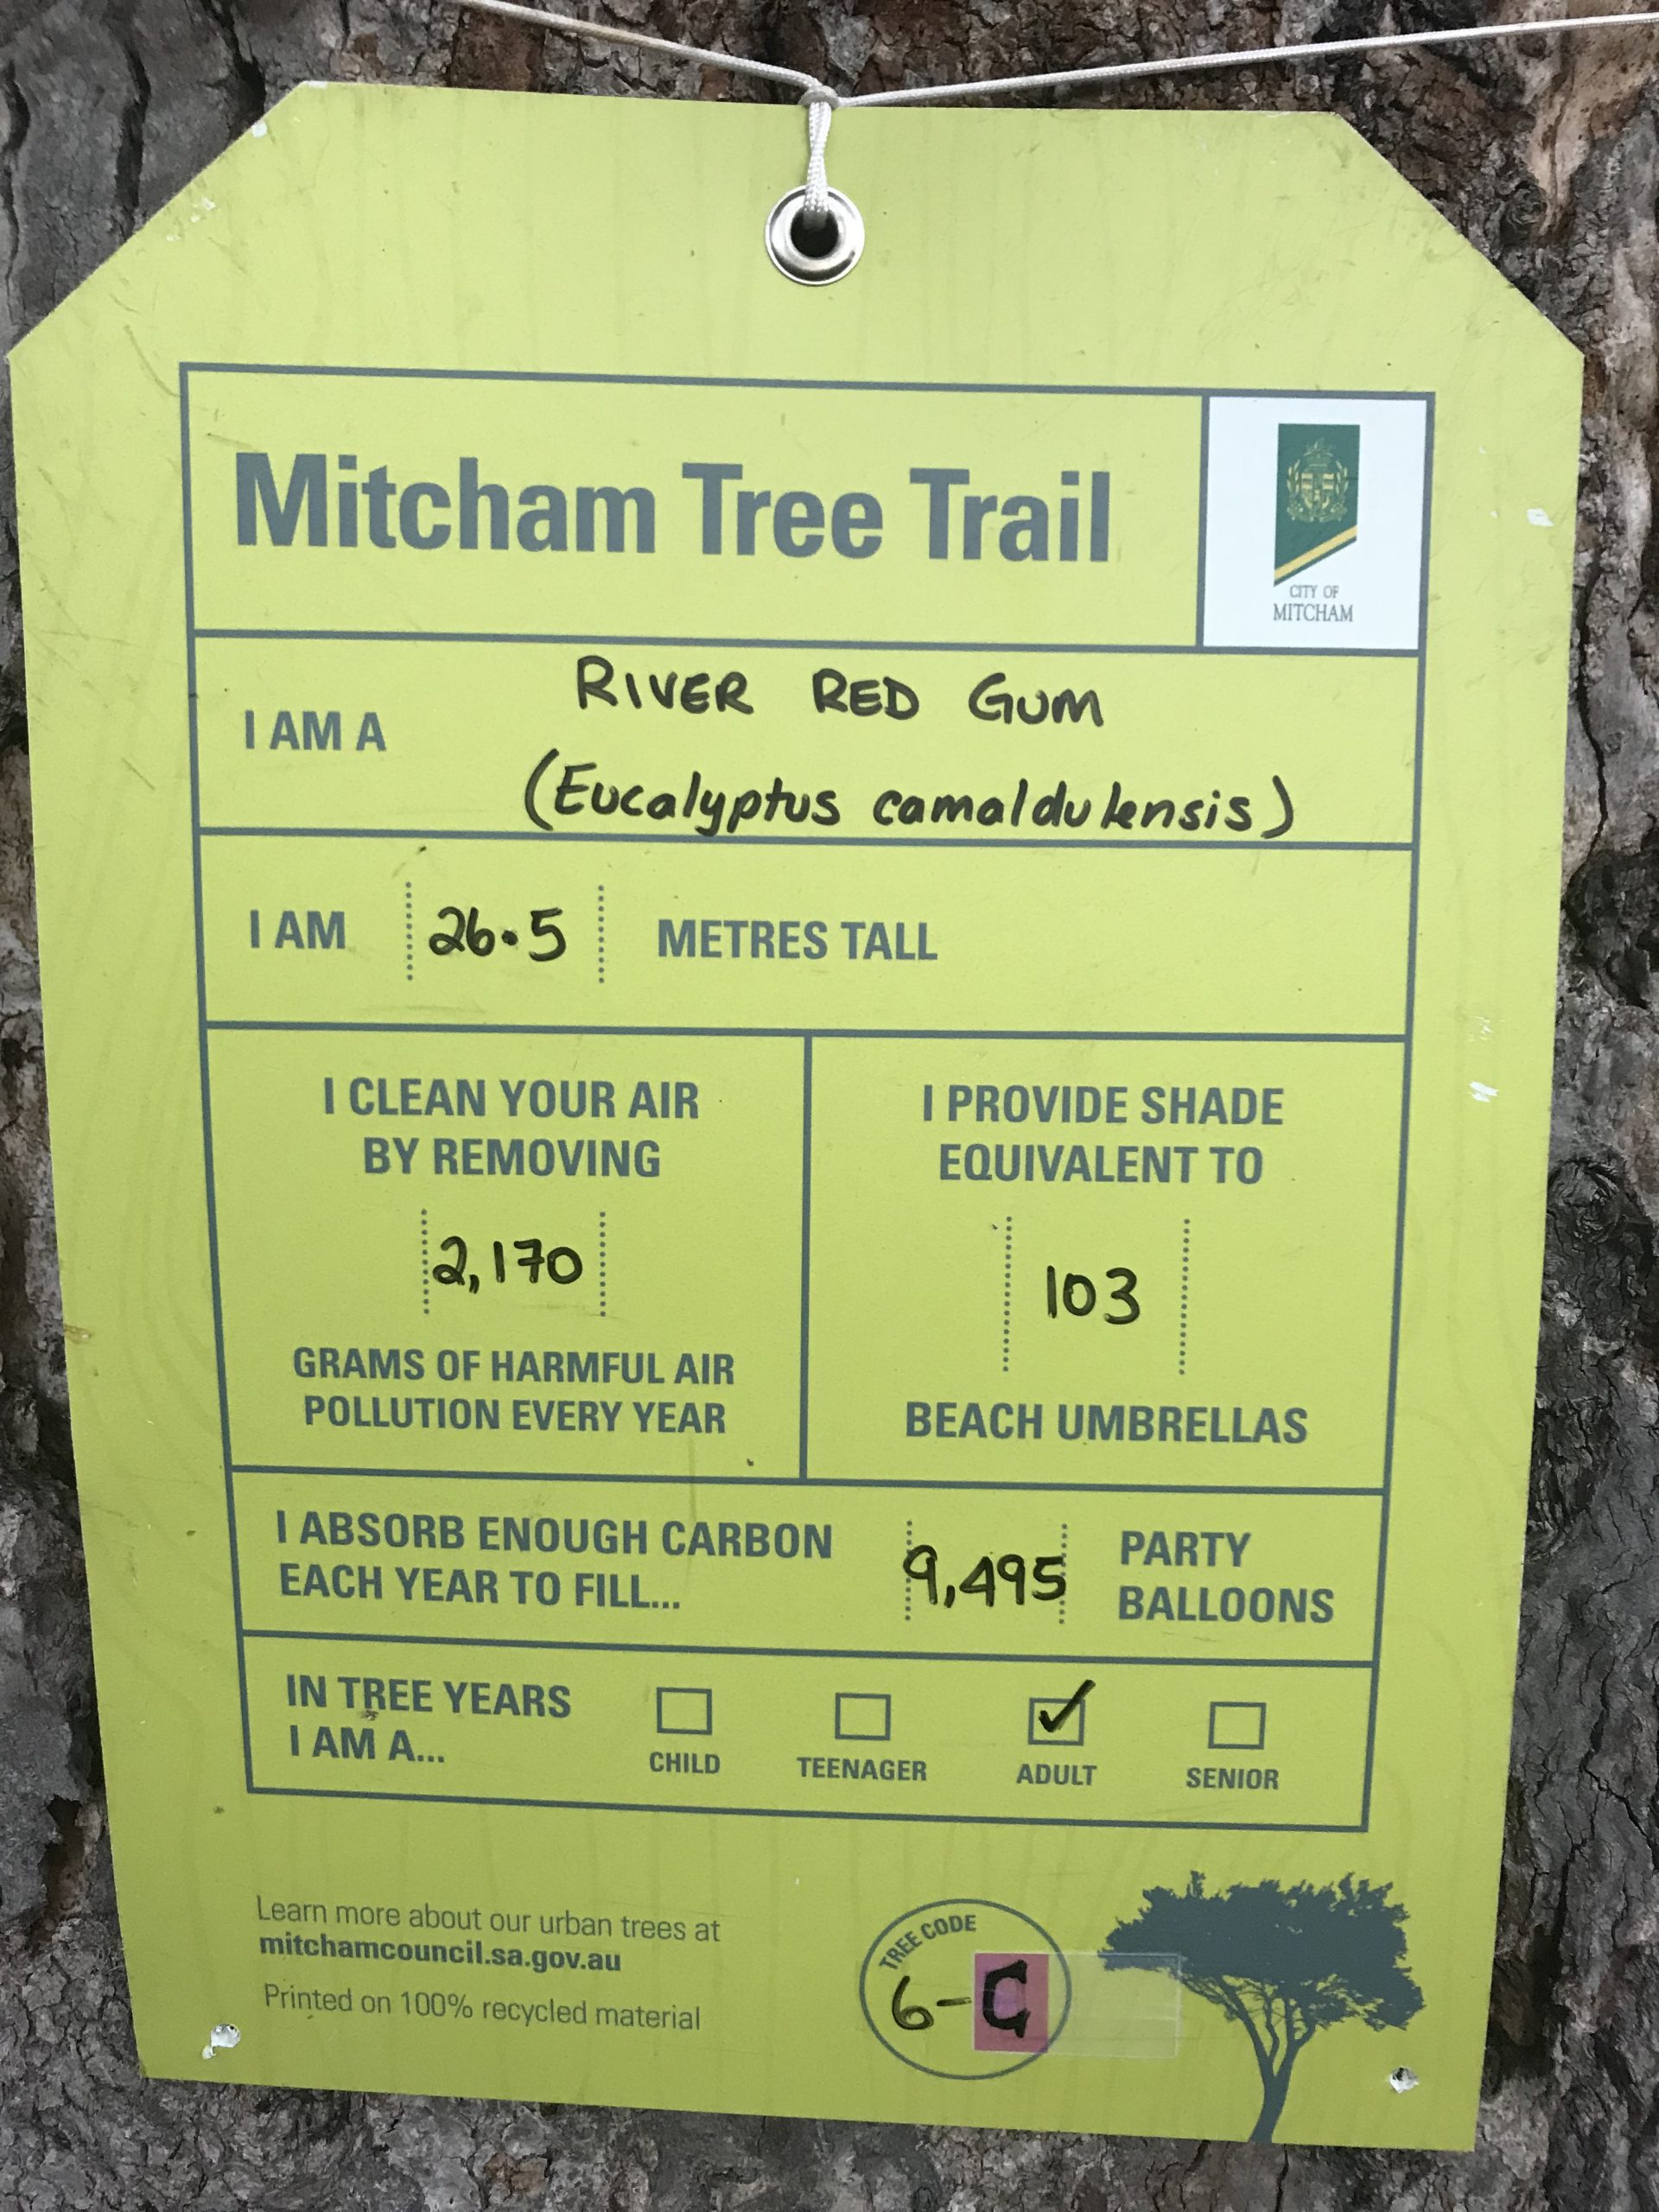 Mitcham Tree Trail
CITY OF
MITCHAM
I AM A
RIVER RED GUM
(Eucalyptus camaldulensis)
I AM 26.5 METRES TALL
I CLEAN YOUR AIR
BY REMOVING
2,170
GRAMS OF HARMFUL AIR
POLLUTION EVERY YEAR
I PROVIDE SHADE
EQUIVALENT TO
103
BEACH UMBRELLAS
I ABSORB ENOUGH CARBON
EACH YEAR TO FILL...
9,495
PARTY
BALLOONS
IN TREE YEARS
I AM A...
CHILD
TEENAGER
ADULT
SENIOR
Learn more about our urban trees at
mitchamcouncil.sa.gov.au
Printed on 100% recycled material
TREE CODE
6-C